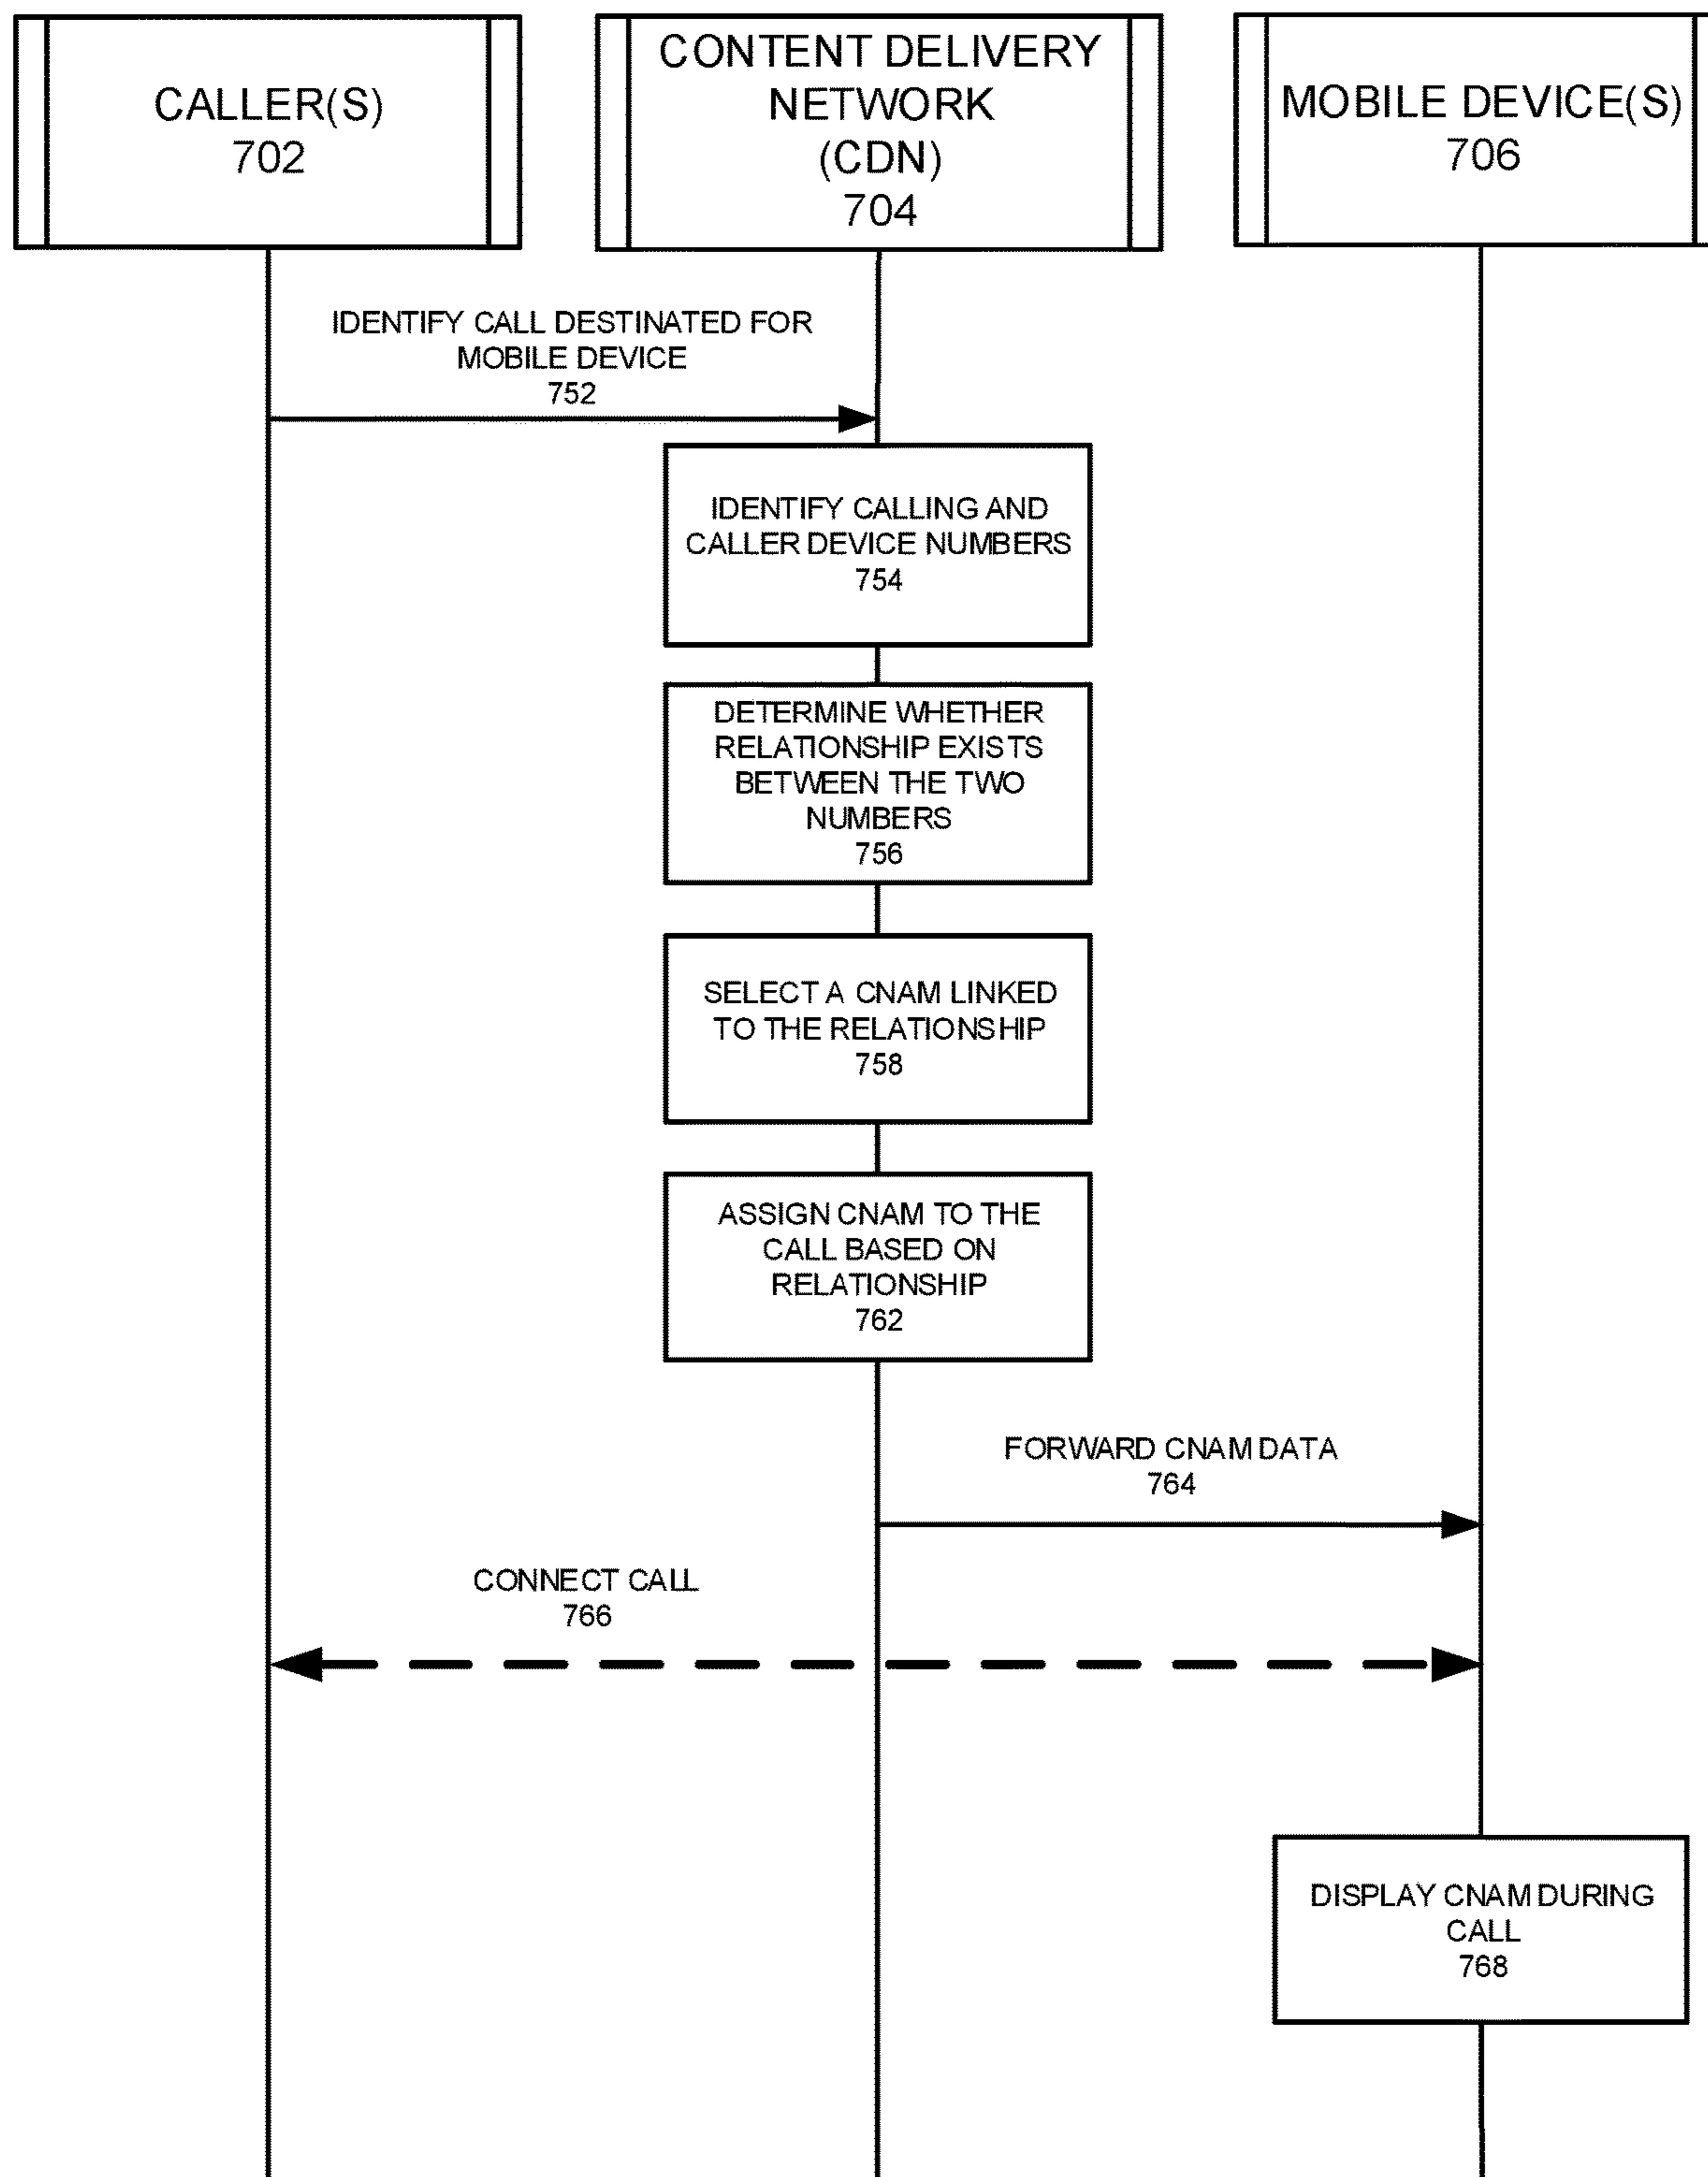 CALLER(S)
702
CONTENT DELIVERY
NETWORK
(CDN)
704
MOBILE DEVICE(S)
706
IDENTIFY CALL DESTINATED FOR
MOBILE DEVICE
752
IDENTIFY CALLING AND
CALLER DEVICE NUMBERS
754
DETERMINE WHETHER
RELATIONSHIP EXISTS
BETWEEN THE TWO
NUMBERS
756
SELECT A CNAM LINKED
TO THE RELATIONSHIP
758
ASSIGN CNAM TO THE
CALL BASED ON
RELATIONSHIP
762
FORWARD CNAM DATA
764
CONNECT CALL
766
DISPLAY CNAM DURING
CALL
768